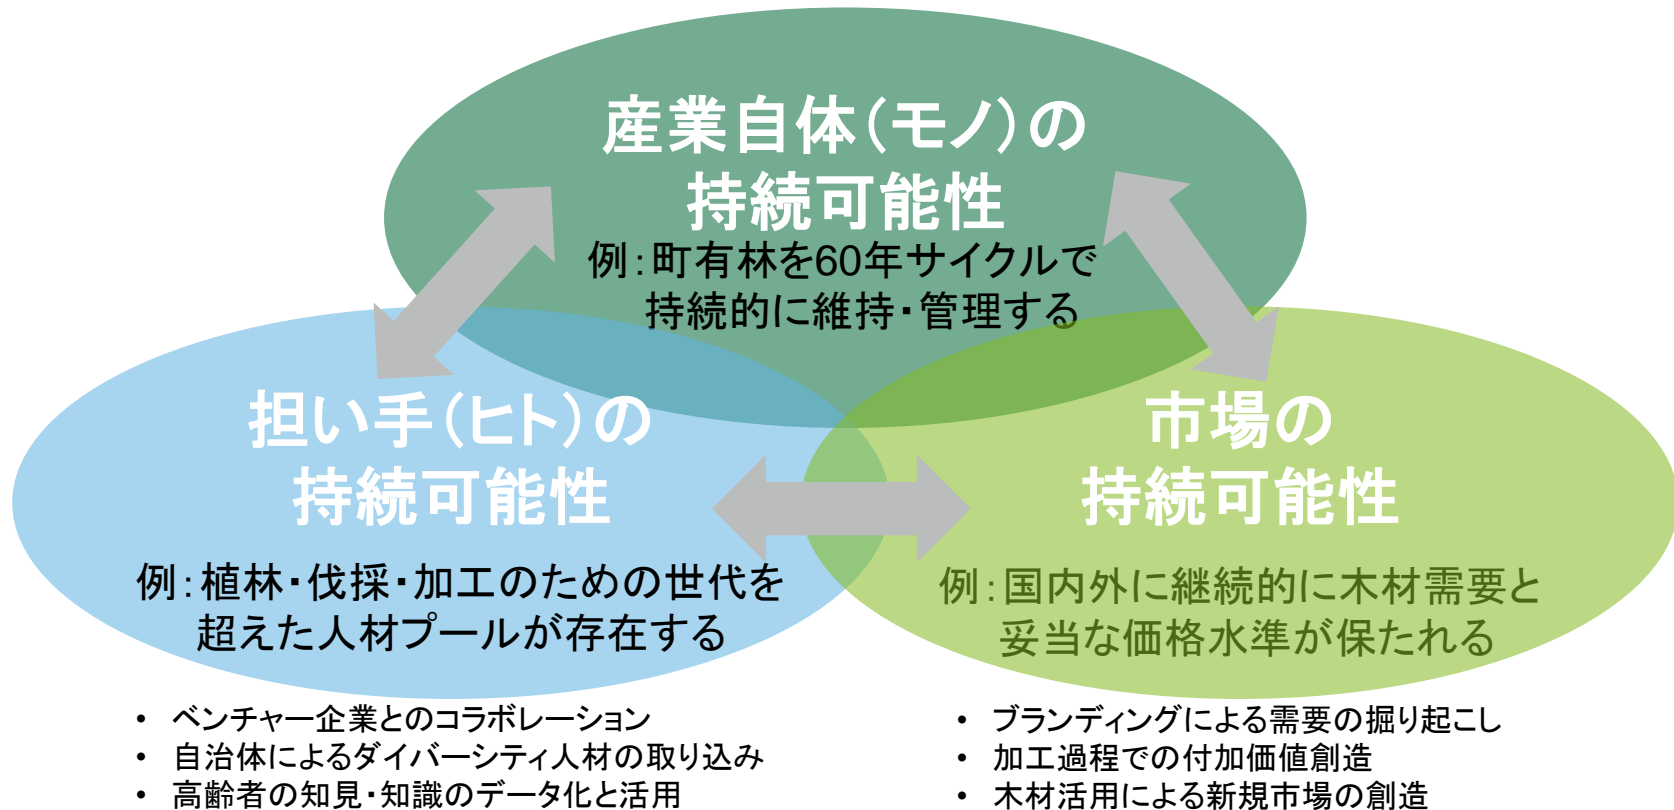 産業自体（モノ）の
持続可能性
例：町有林を60年サイクルで
持続的に維持・管理する
担い手（ヒト）の
持続可能性
例：植林・伐採・加工のための世代を
超えた人材プールが存在する
市場の
持続可能性
例：国内外に継続的に木材需要と
妥当な価格水準が保たれる
• ベンチャー企業とのコラボレーション
• 自治体によるダイバーシティ人材の取り込み
• 高齢者の知見・知識のデータ化と活用
• ブランディングによる需要の掘り起こし
• 加工過程での付加価値創造
• 木材活用による新規市場の創造